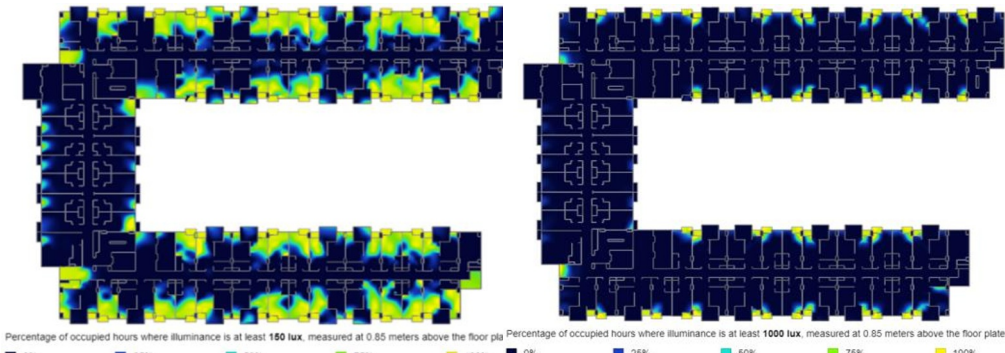 Percentage of occupied hours where illuminance is at least 150 lux, measured at 0.85 meters above the floor pla
Percentage of occupied hours where illuminance is at least 1000 lux, measured at 0.85 meters above the floor plate
0% 25% 50% 75% 100%